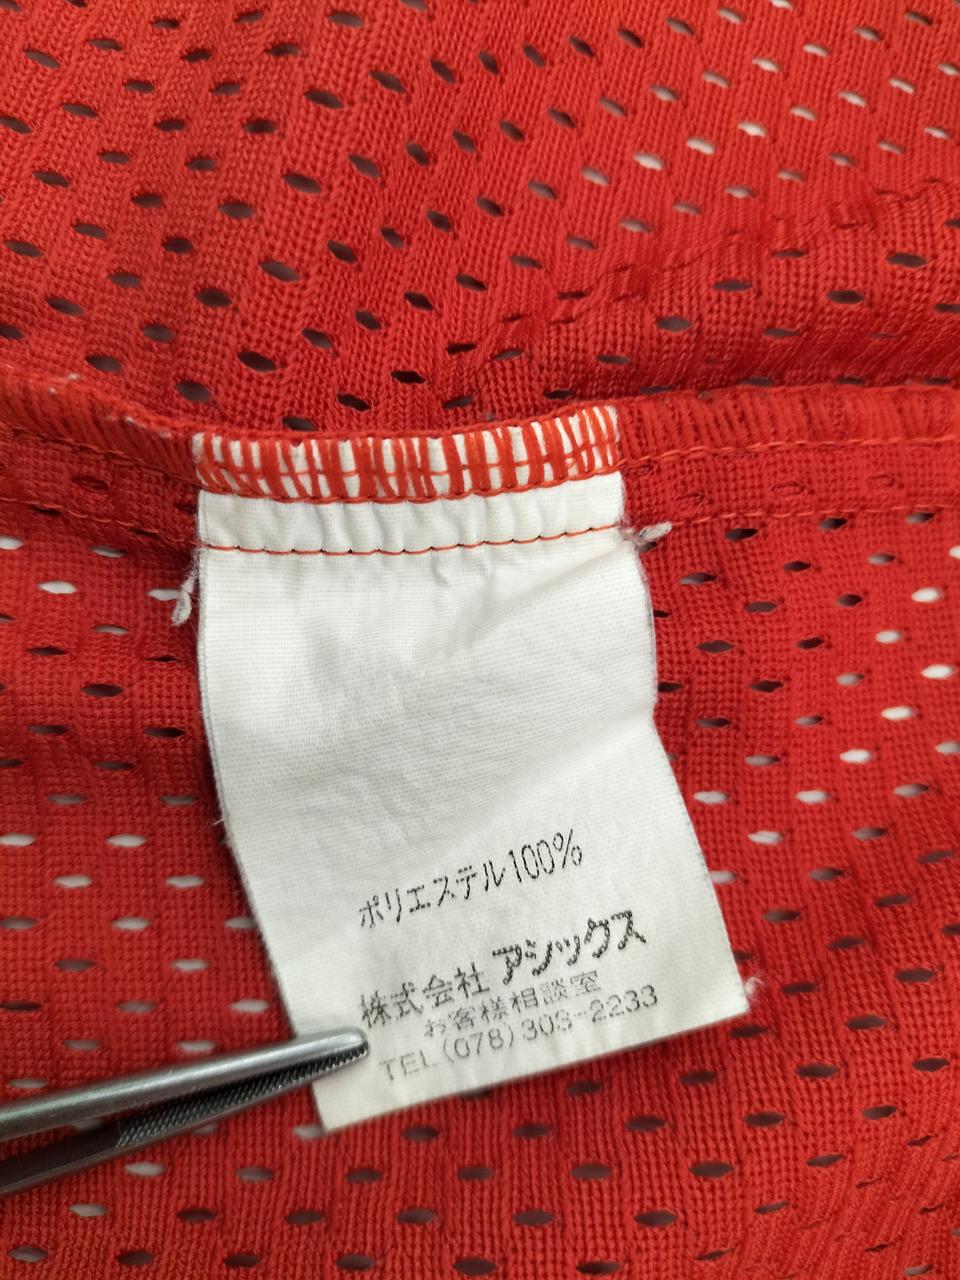 ポリエステル100%
株式会社 アシックス
お客様相談室
TEL.(078)303-2233